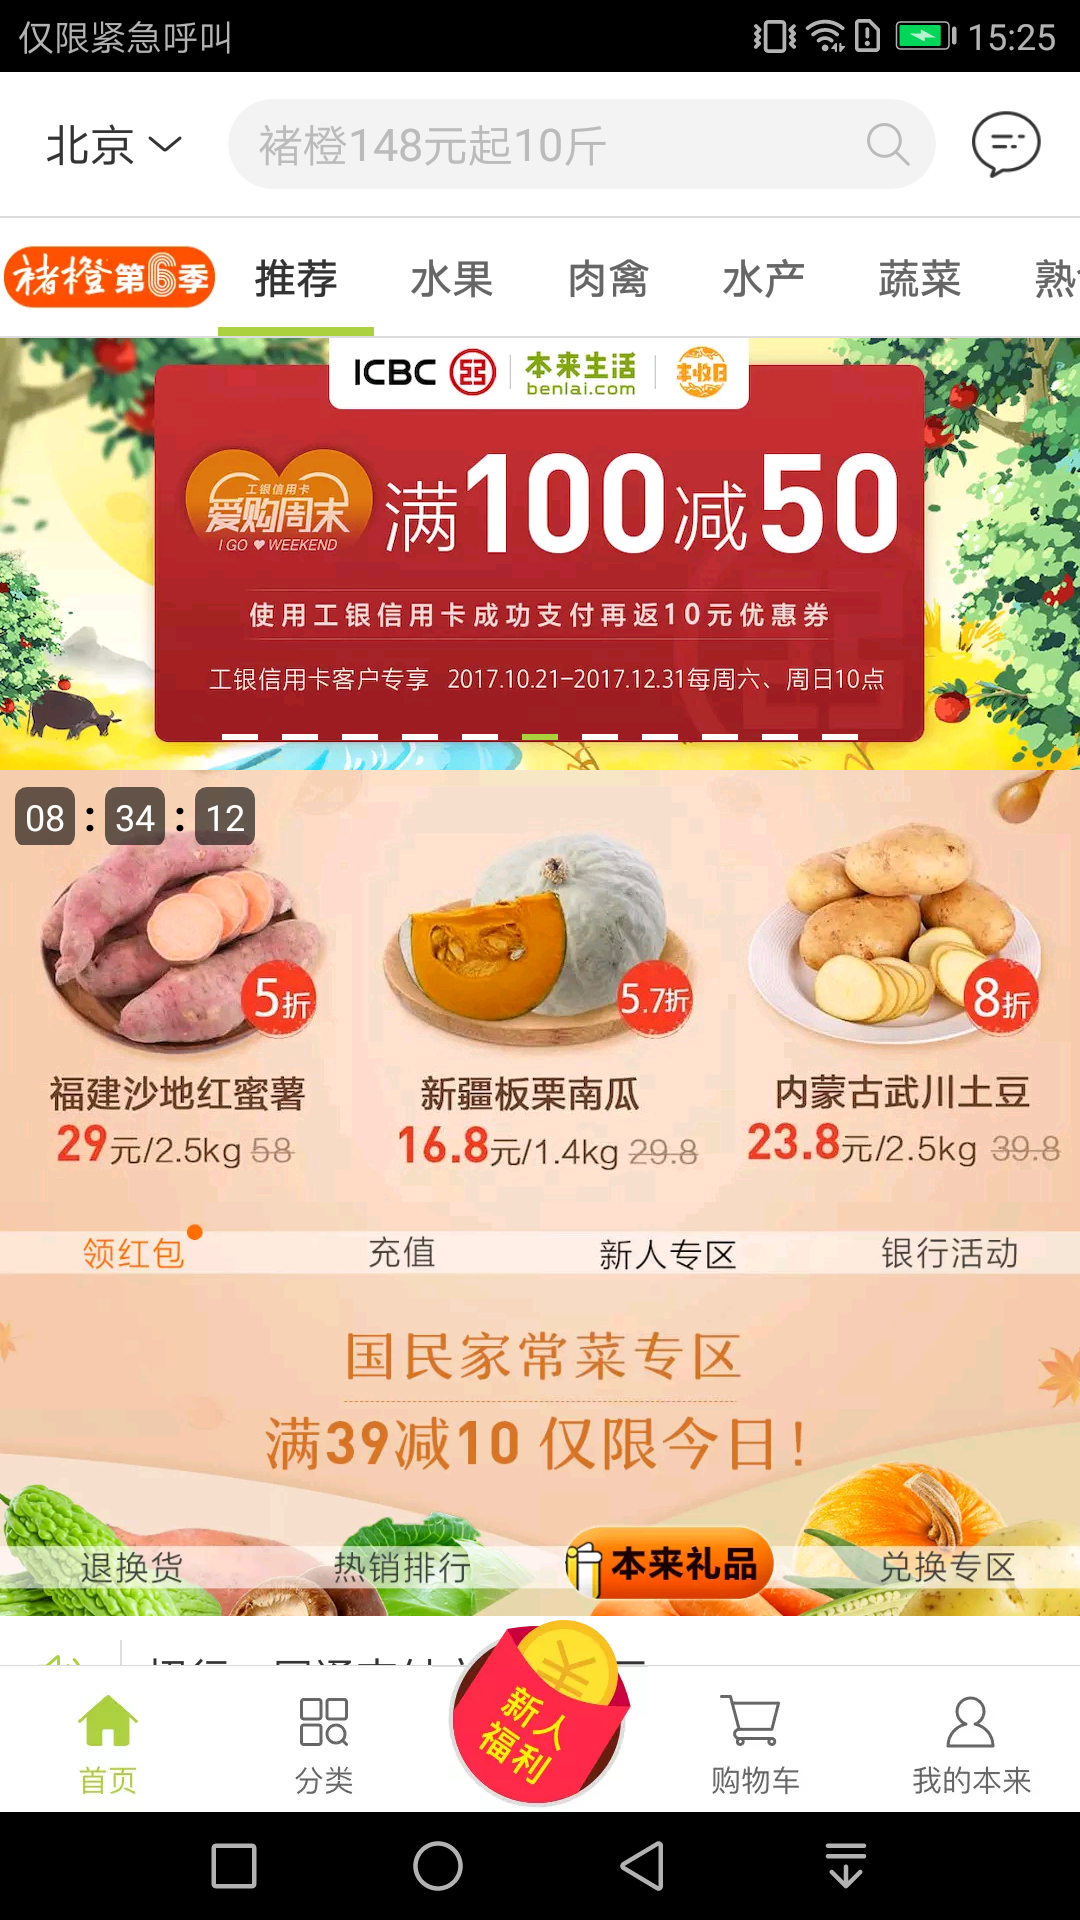 仅限紧急呼叫
15:25
北京
褚橙148元起10斤
褚橙第6季
推荐
水果
肉禽
水产
蔬菜
ICBC
本来生活
benlai.com
丰收日
工银信用卡
爱购周末
I GO WEEKEND
满100减50
使用工银信用卡成功支付再返10元优惠券
工银信用卡客户专享 2017.10.21-2017.12.31每周六、周日10点
08 : 34 : 12
5折
5.7折
8折
福建沙地红蜜薯
新疆板栗南瓜
内蒙古武川土豆
29元/2.5kg 58
16.8元/1.4kg 29.8
23.8元/2.5kg 39.8
领红包
充值
新人专区
银行活动
国民家常菜专区
满39减10 仅限今日!
退换货
热销排行
本来礼品
兑换专区
新人
福利
首页
分类
购物车
我的本来